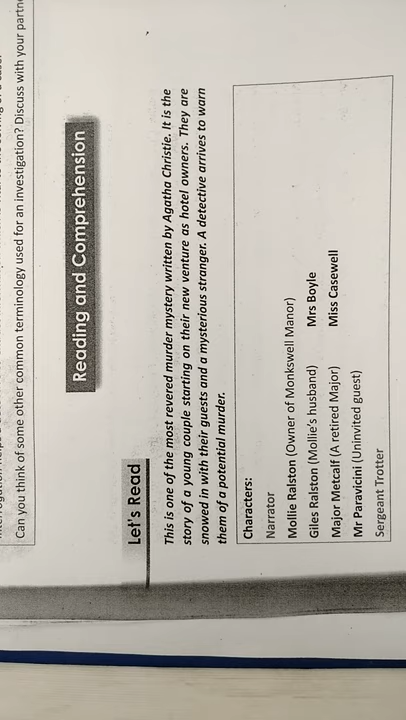 Can you think of some other common terminology used for an investigation? Discuss with your
Reading and Comprehension
Let's Read
This is one of the most revered murder mystery written by Agatha Christie. It is the
story of a young couple starting on their new venture as hotel owners. They are
snowed in with their guests and a mysterious stranger. A detective arrives to warn
them of a potential murder.
Characters:
Narrator
Mollie Ralston (Owner of Monkswell Manor)
Giles Ralston (Mollie's husband) Mrs Boyle
Major Metcalf (A retired Major) Miss Casewell
Mr Paravicini (Uninvited guest)
Sergeant Trotter